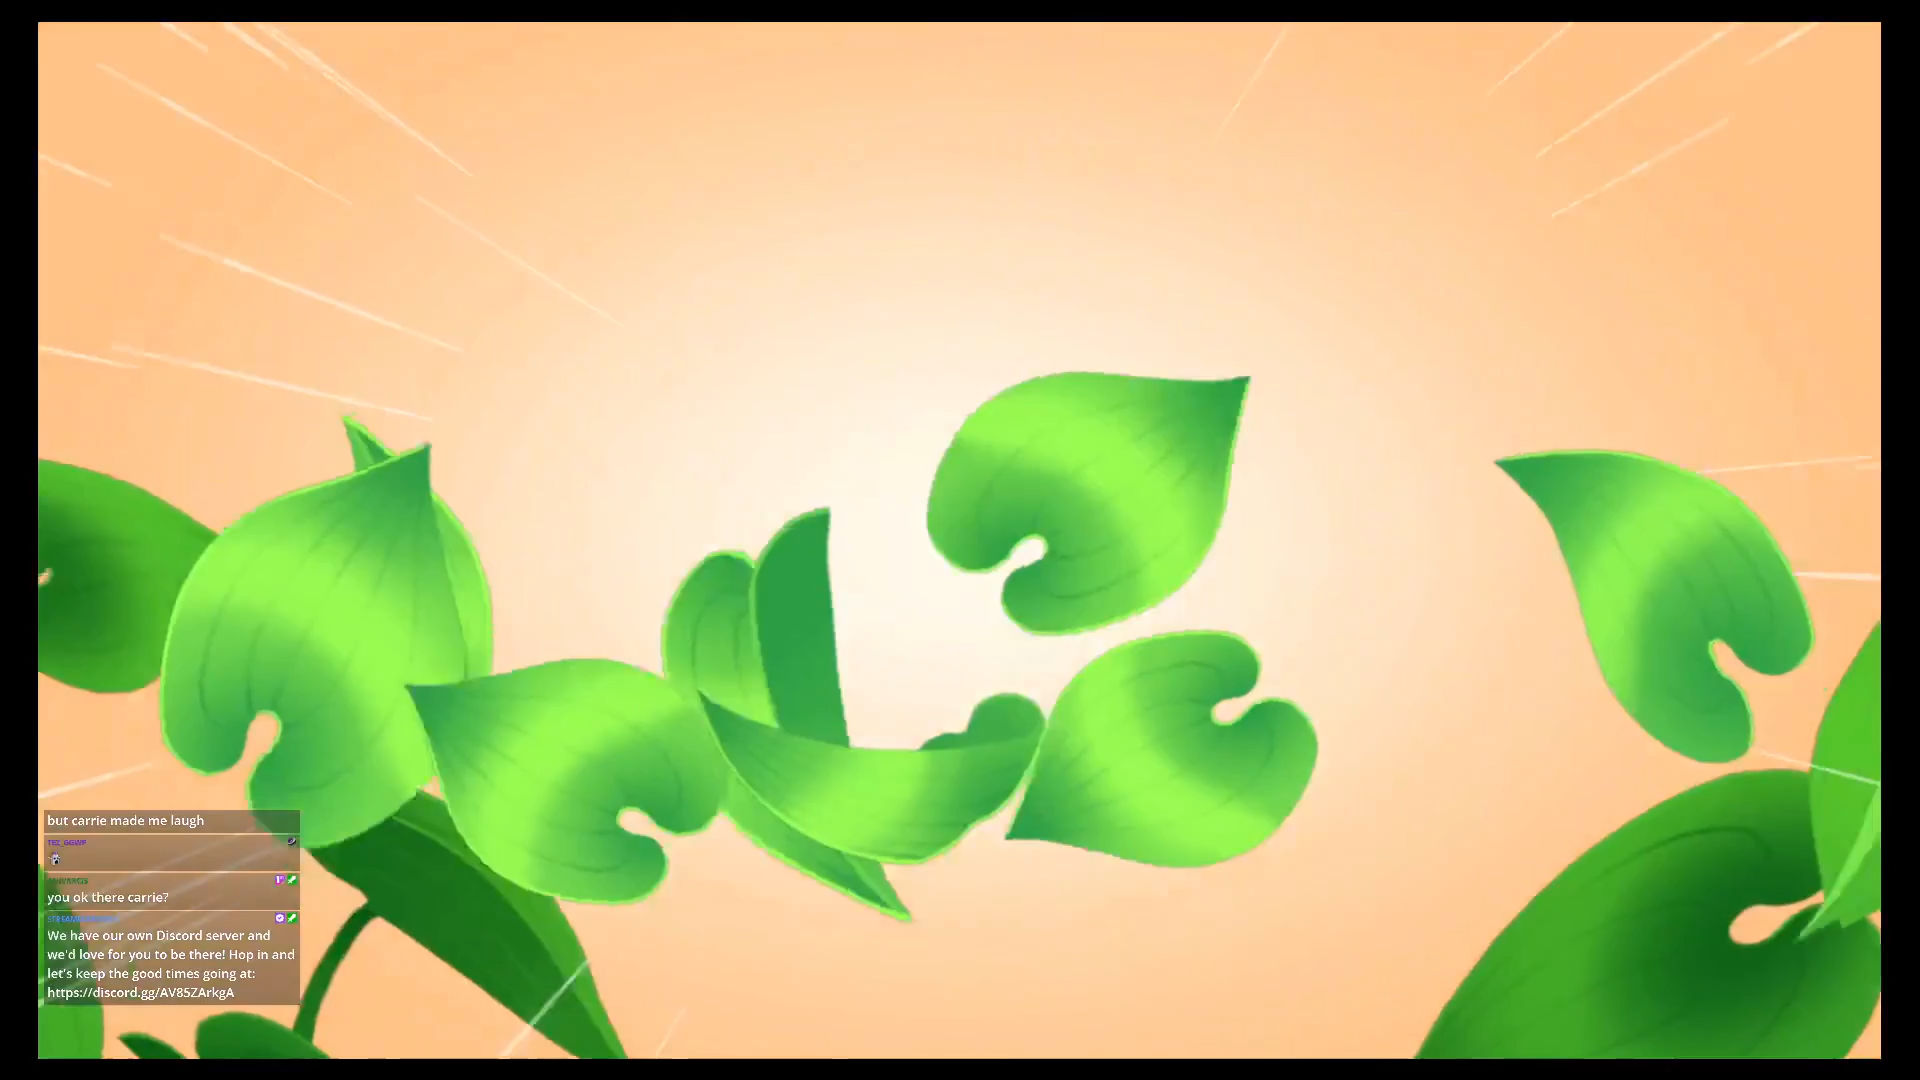 but carrie made me laugh
TEZ_GGWP
you ok there carrie?
We have our own Discord server and
we'd love for you to be there! Hop in and
let's keep the good times going at:
https://discord.gg/AV85ZArkgA